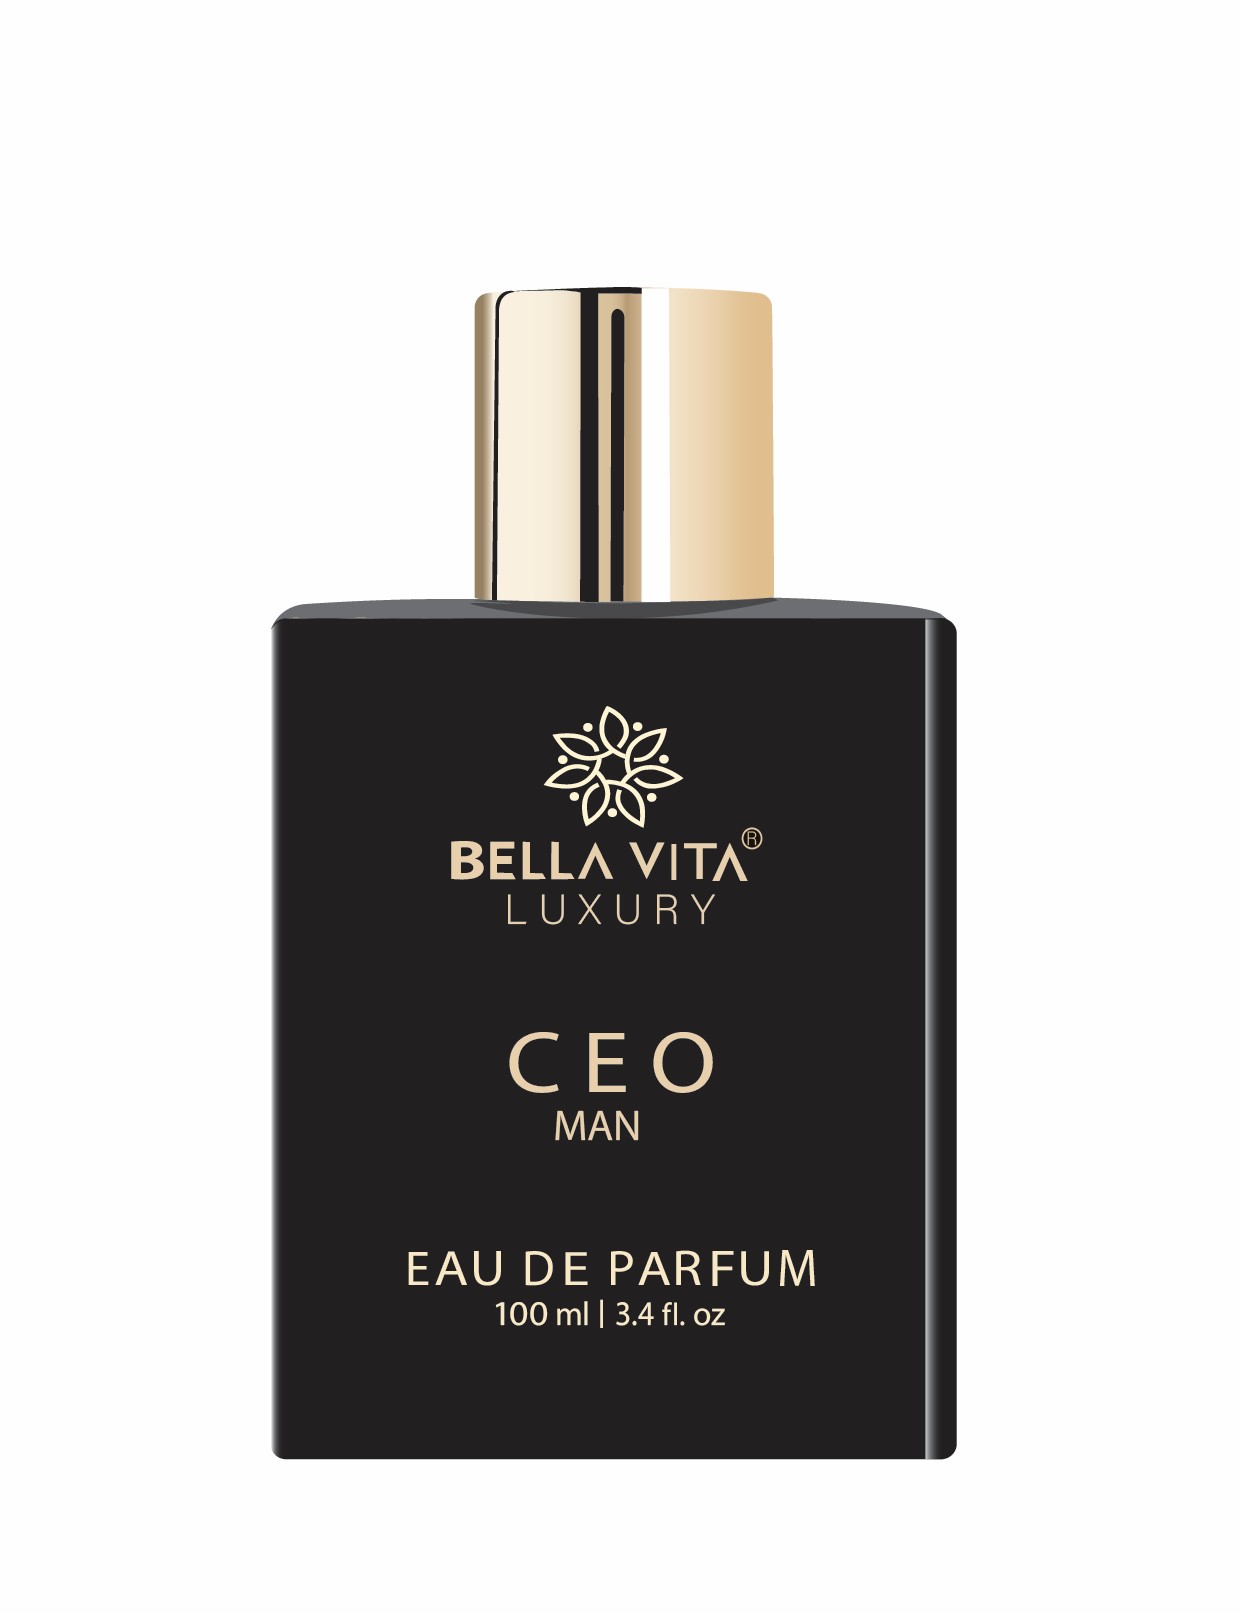 BELLA VITA®
LUXURY
CEO
MAN
EAU DE PARFUM
100 ml | 3.4 fl. oz